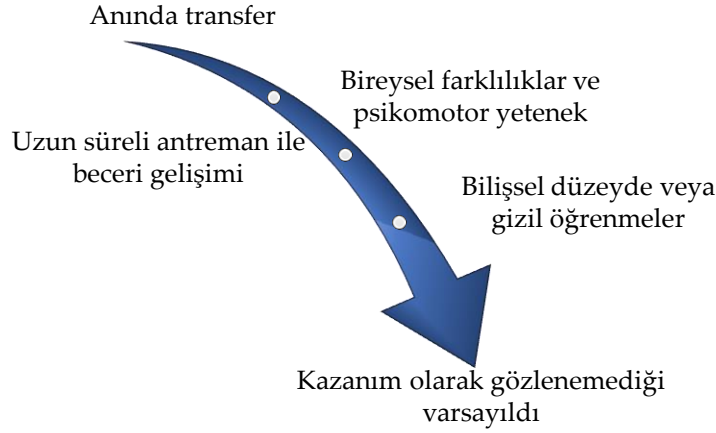 Anında transfer
Bireysel farklılıklar ve
psikomotor yetenek
Uzun süreli antreman ile
beceri gelişimi
Bilişsel düzeyde veya
gizil öğrenmeler
Kazanım olarak gözlenemediği
varsayıldı